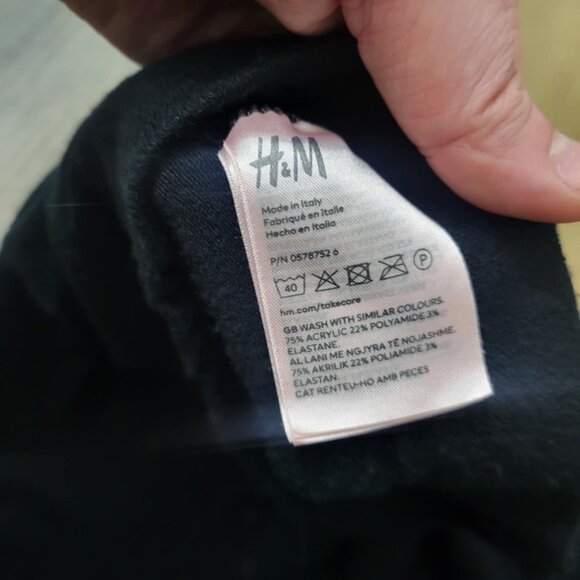 H&M
Made in Italy
Fabriqué en Italie
Hecho en Italia
P/N 0578752 6
40 P
hm.com/takecare
GB WASH WITH SIMILAR COLOURS.
75% ACRYLIC 22% POLYAMIDE 3%
ELASTANE.
AL LANI ME NGJYRA TË NGJASHME.
75% AKRILIK 22% POLIAMIDE 3%
ELASTAN
CAT RENTEU-HO AMB PECES